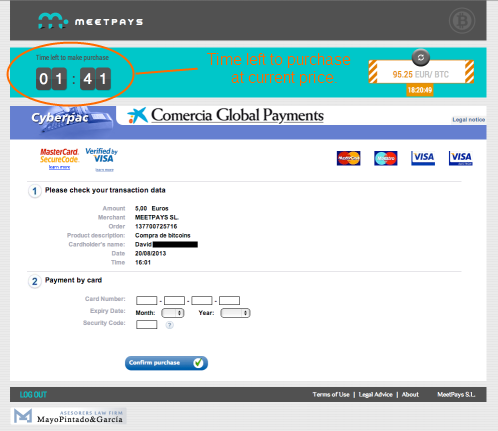 MEETPAYS
Time left to make purchase
01:41
Time left to purchase
at current price
95.25 EUR/ BTC
18:20:49
Cyberpac
Comercia Global Payments
Legal notice
MasterCard. SecureCode.
learn more
Verified by VISA
learn more
MasterCard
Maestro
VISA
VISA
1 Please check your transaction data
Amount 5,00 Euros
Merchant MEETPAYS SL.
Order 137700725716
Product description: Compra de bitcoins
Cardholder's name: David
Date 20/08/2013
Time 16:01
2 Payment by card
Card Number: - - -
Expiry Date: Month: Year:
Security Code: ?
Confirm purchase
LOG OUT
Terms of Use | Legal Advice | About MeetPays S.L.
ASESORES LAW FIRM
MayoPintado&García